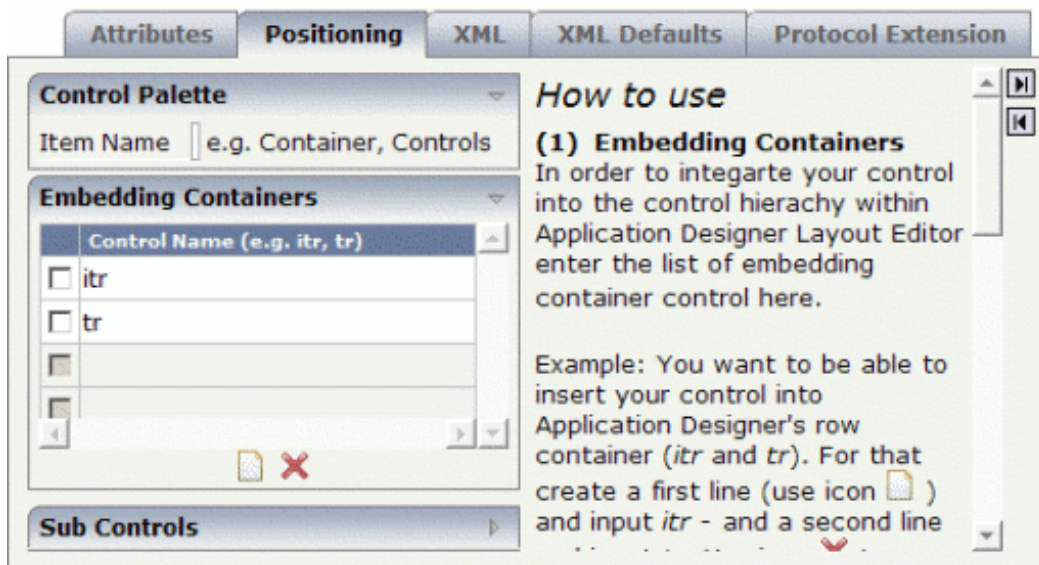 Attributes Positioning XML XML Defaults Protocol Extension
Control Palette
Item Name e.g. Container, Controls
Embedding Containers
Control Name (e.g. itr, tr)
itr
tr
Sub Controls
How to use
(1) Embedding Containers
In order to integarte your control
into the control hierachy within
Application Designer Layout Editor
enter the list of embedding
container control here.
Example: You want to be able to
insert your control into
Application Designer's row
container (itr and tr). For that
create a first line (use icon )
and input itr - and a second line